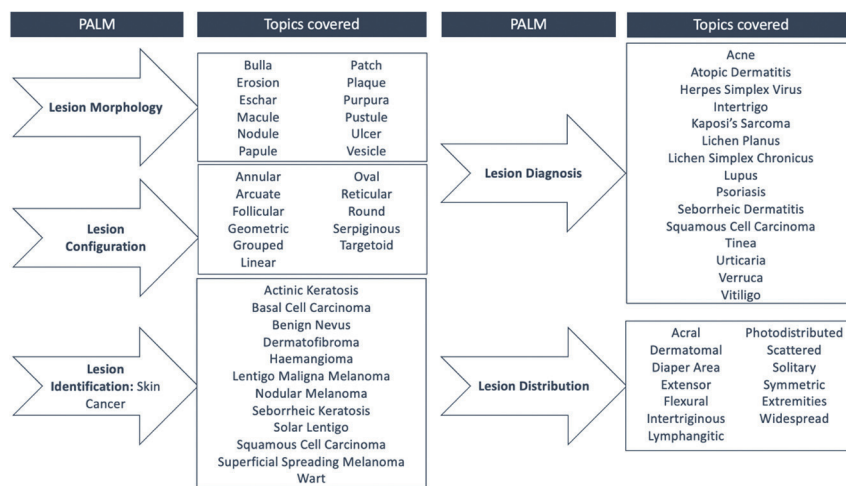 PALM
Topics covered
Lesion Morphology
Bulla
Erosion
Eschar
Macule
Nodule
Papule
Patch
Plaque
Purpura
Pustule
Ulcer
Vesicle
Lesion
Configuration
Annular
Arcuate
Follicular
Geometric
Grouped
Linear
Oval
Reticular
Round
Serpiginous
Targetoid
Lesion
Identification: Skin
Cancer
Actinic Keratosis
Basal Cell Carcinoma
Benign Nevus
Dermatofibroma
Haemangioma
Lentigo Maligna Melanoma
Nodular Melanoma
Seborrheic Keratosis
Solar Lentigo
Squamous Cell Carcinoma
Superficial Spreading Melanoma
Wart
PALM
Topics covered
Lesion Diagnosis
Acne
Atopic Dermatitis
Herpes Simplex Virus
Intertrigo
Kaposi's Sarcoma
Lichen Planus
Lichen Simplex Chronicus
Lupus
Psoriasis
Seborrheic Dermatitis
Squamous Cell Carcinoma
Tinea
Urticaria
Verruca
Vitiligo
Lesion Distribution
Acral
Dermatomal
Diaper Area
Extensor
Flexural
Intertriginous
Lymphangitic
Photodistributed
Scattered
Solitary
Symmetric
Extremities
Widespread